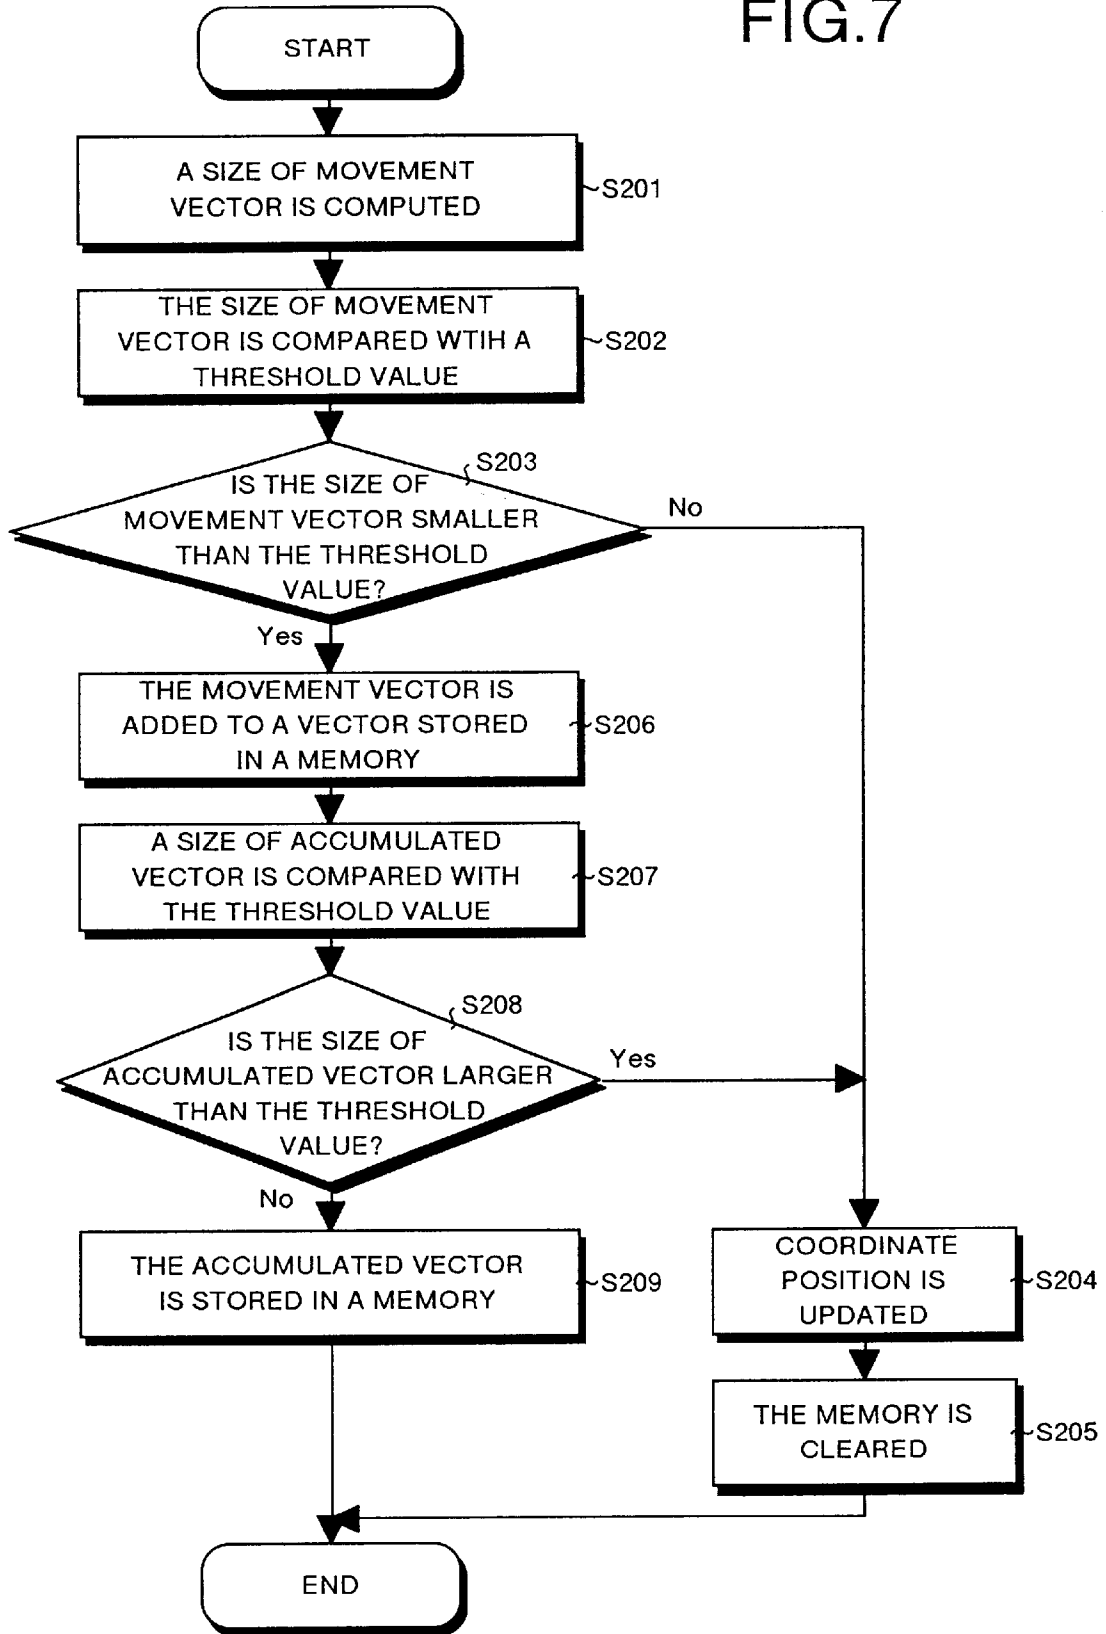 FIG.7
START
A SIZE OF MOVEMENT
VECTOR IS COMPUTED
S201
THE SIZE OF MOVEMENT
VECTOR IS COMPARED WTIH A
THRESHOLD VALUE
S202
S203
IS THE SIZE OF
MOVEMENT VECTOR SMALLER
THAN THE THRESHOLD
VALUE?
No
Yes
THE MOVEMENT VECTOR IS
ADDED TO A VECTOR STORED
IN A MEMORY
S206
A SIZE OF ACCUMULATED
VECTOR IS COMPARED WITH
THE THRESHOLD VALUE
S207
S208
IS THE SIZE OF
ACCUMULATED VECTOR LARGER
THAN THE THRESHOLD
VALUE?
Yes
No
THE ACCUMULATED VECTOR
IS STORED IN A MEMORY
S209
COORDINATE
POSITION IS
UPDATED
S204
THE MEMORY IS
CLEARED
S205
END